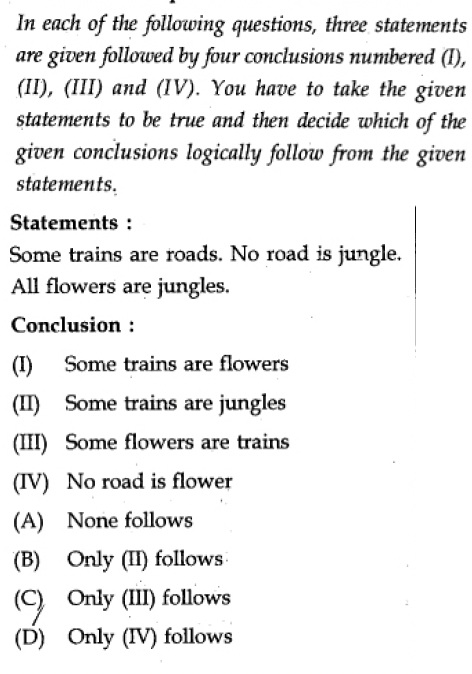 In each of the following questions, three statements
are given followed by four conclusions numbered (I),
(II), (III) and (IV). You have to take the given
statements to be true and then decide which of the
given conclusions logically follow from the given
statements.
Statements :
Some trains are roads. No road is jungle.
All flowers are jungles.
Conclusion :
(I) Some trains are flowers
(II) Some trains are jungles
(III) Some flowers are trains
(IV) No road is flower
(A) None follows
(B) Only (II) follows
(C) Only (III) follows
(D) Only (IV) follows